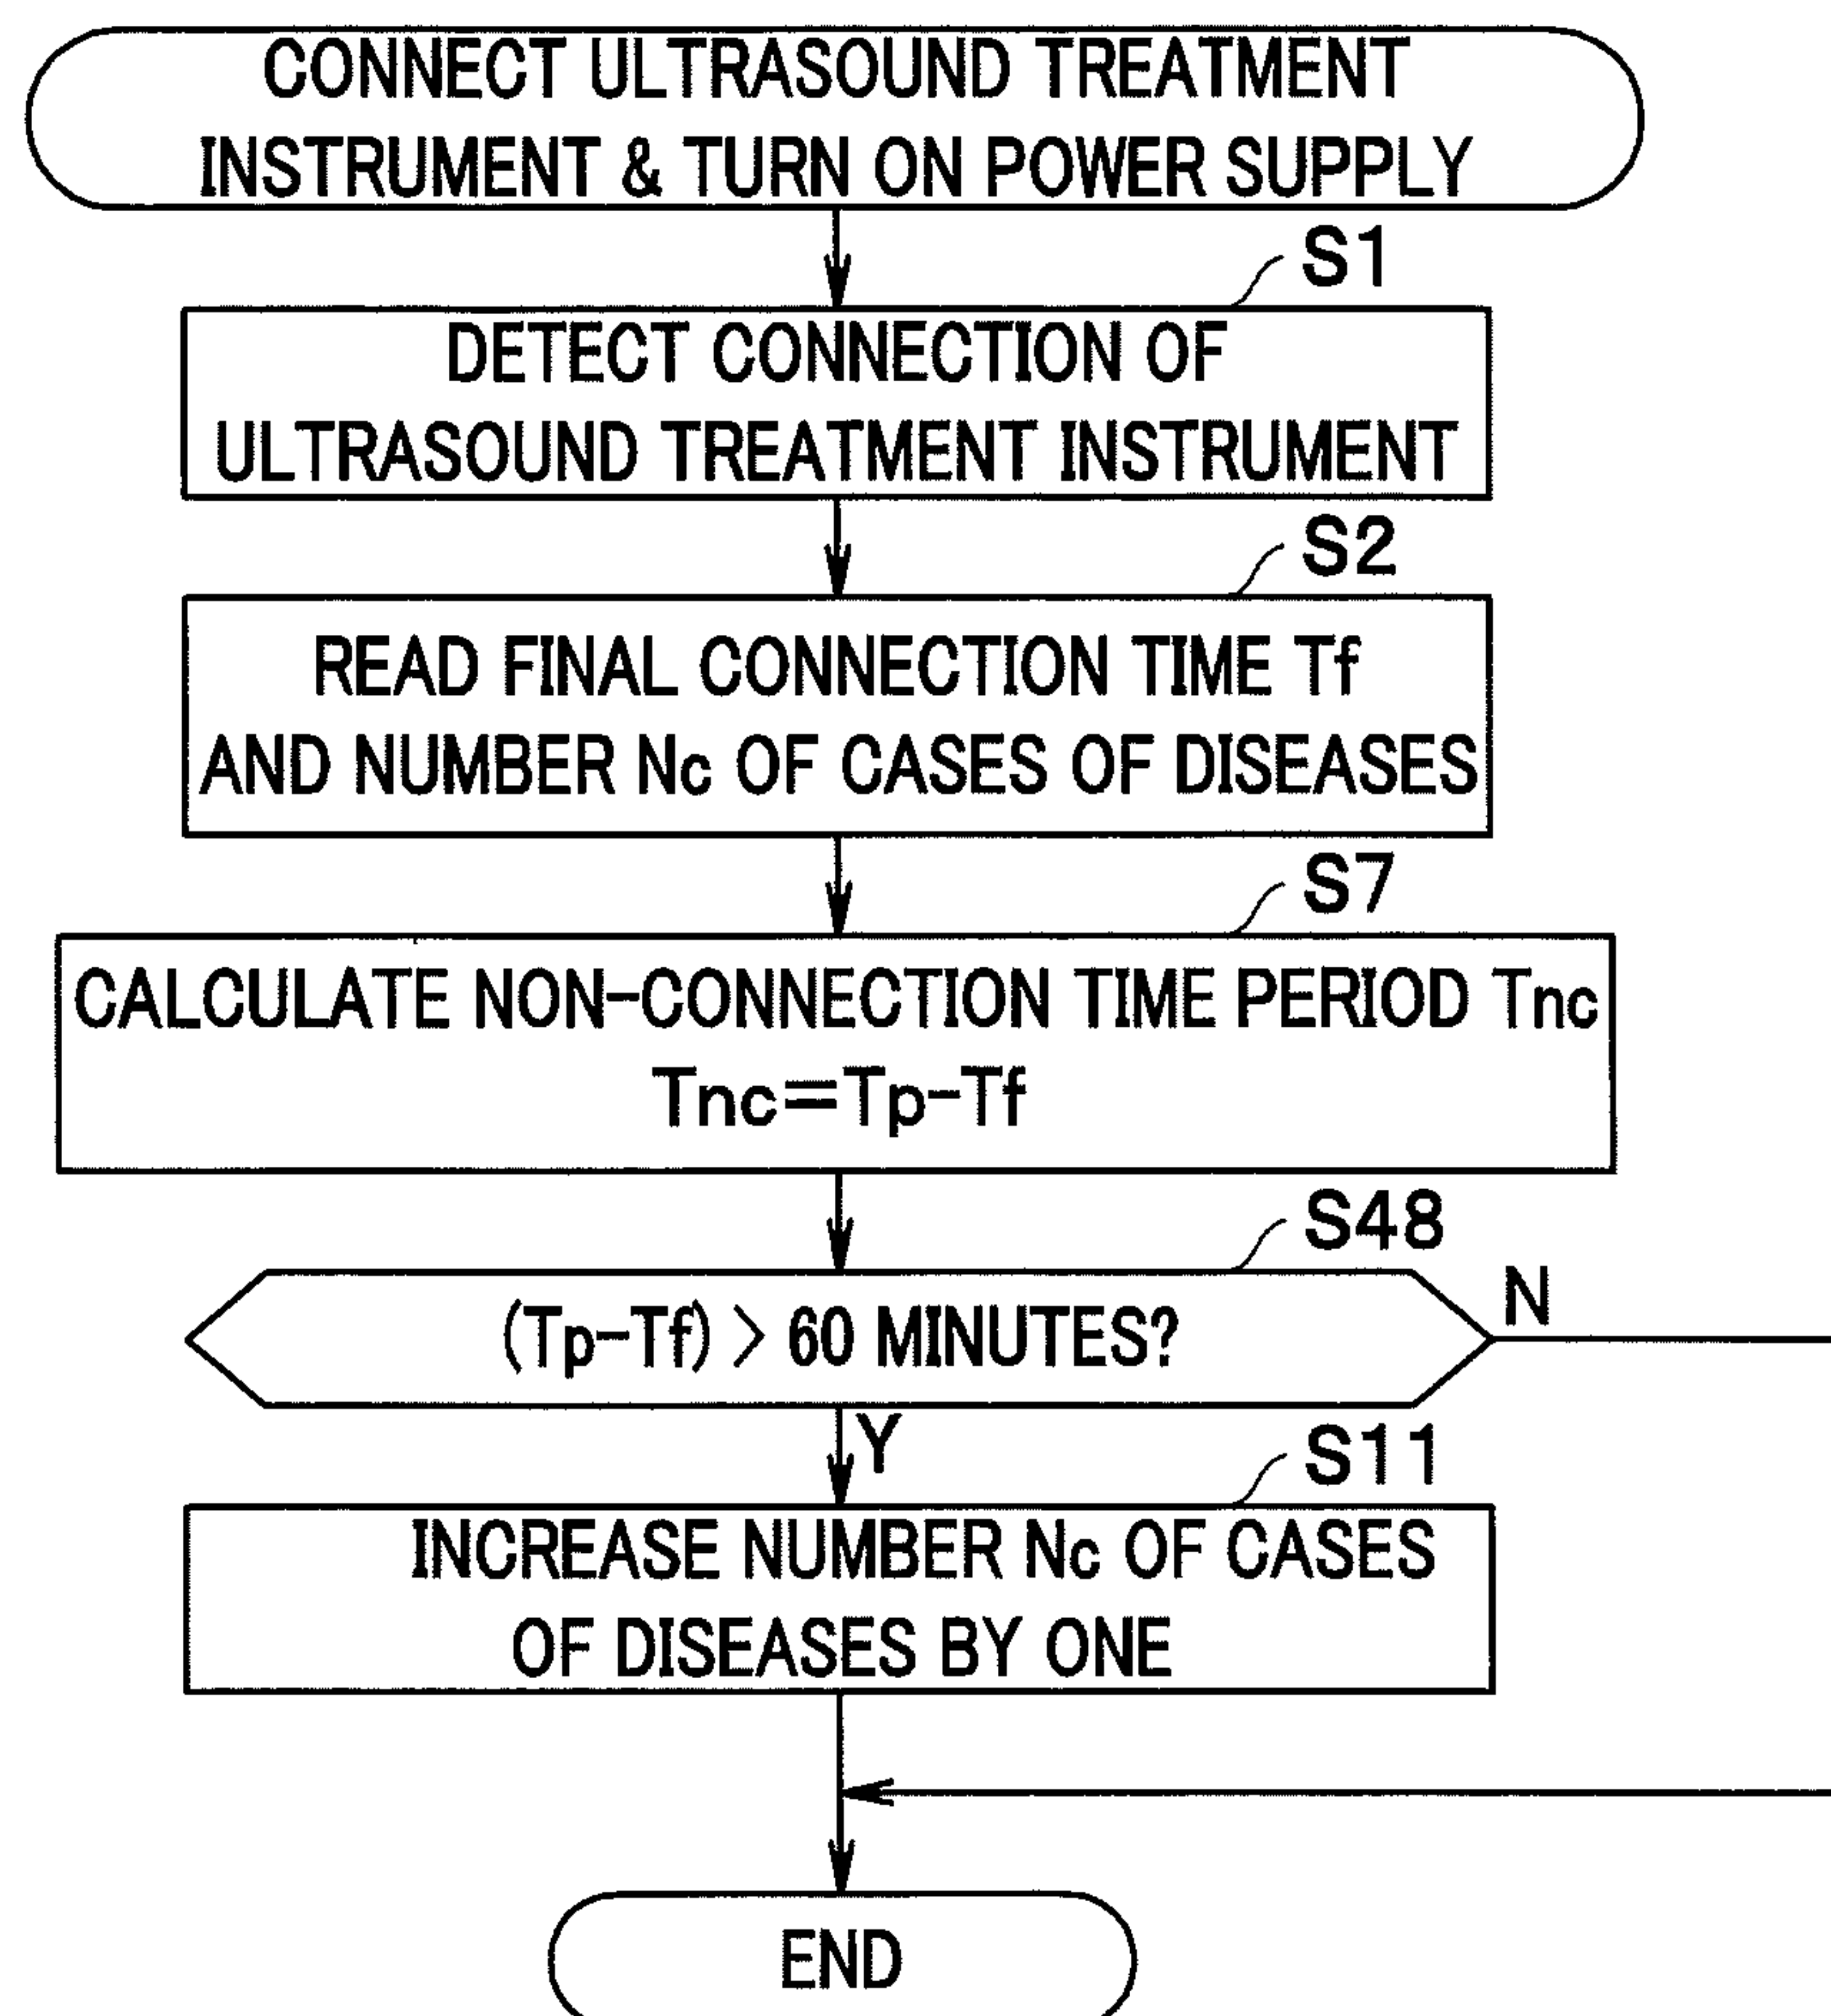 CONNECT ULTRASOUND TREATMENT
INSTRUMENT & TURN ON POWER SUPPLY
S1
DETECT CONNECTION OF
ULTRASOUND TREATMENT INSTRUMENT
S2
READ FINAL CONNECTION TIME Tf
AND NUMBER Nc OF CASES OF DISEASES
S7
CALCULATE NON-CONNECTION TIME PERIOD Tnc
Tnc=Tp-Tf
S48
(Tp-Tf) > 60 MINUTES?
N
Y
S11
INCREASE NUMBER Nc OF CASES
OF DISEASES BY ONE
END